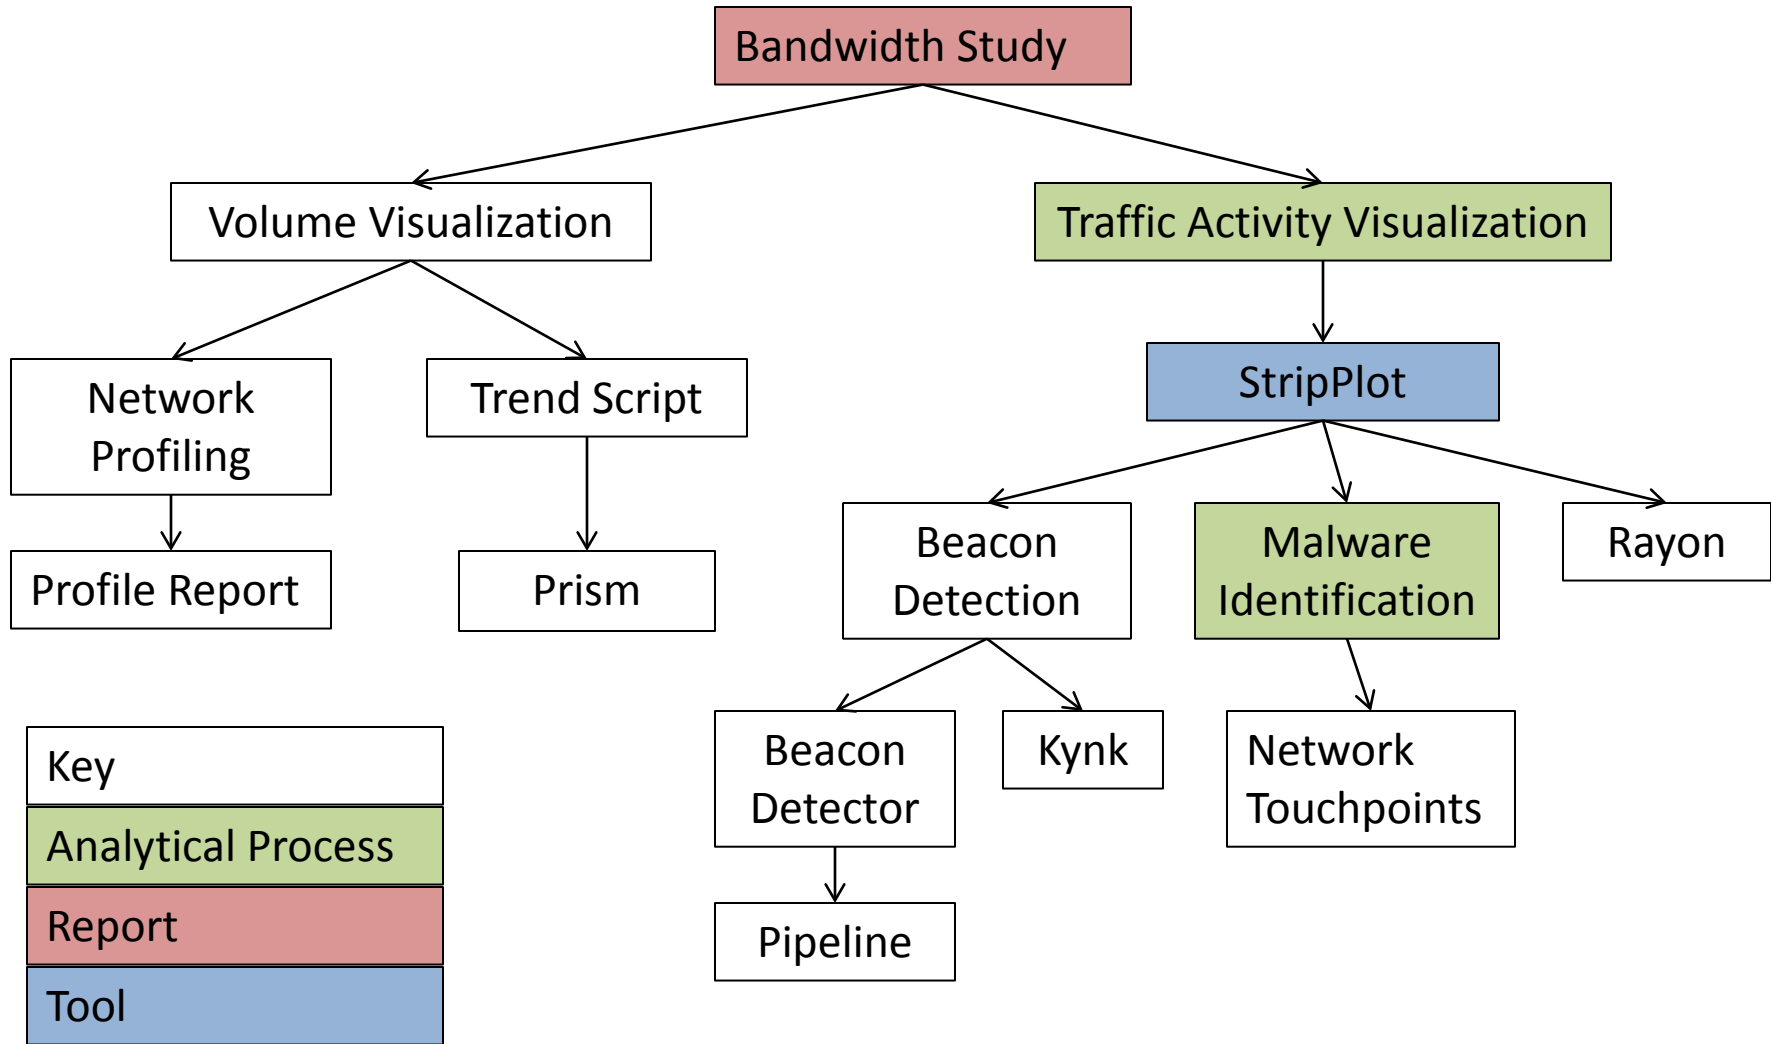 Bandwidth Study
Volume Visualization
Traffic Activity Visualization
Network
Profiling
Trend Script
StripPlot
Profile Report
Prism
Beacon
Detection
Malware
Identification
Rayon
Beacon
Detector
Kynk
Network
Touchpoints
Pipeline
Key
Analytical Process
Report
Tool